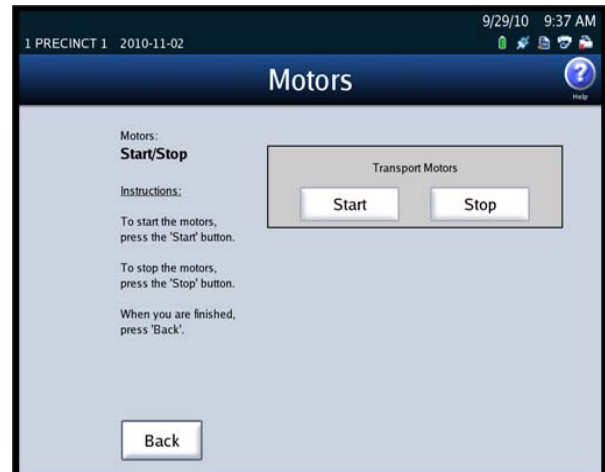 9/29/10 9:37 AM
1 PRECINCT 1 2010-11-02
Motors
?
Help
Motors:
Start/Stop
Instructions:
To start the motors,
press the 'Start' button.
To stop the motors,
press the 'Stop' button.
When you are finished,
press 'Back'.
Transport Motors
Start Stop
Back